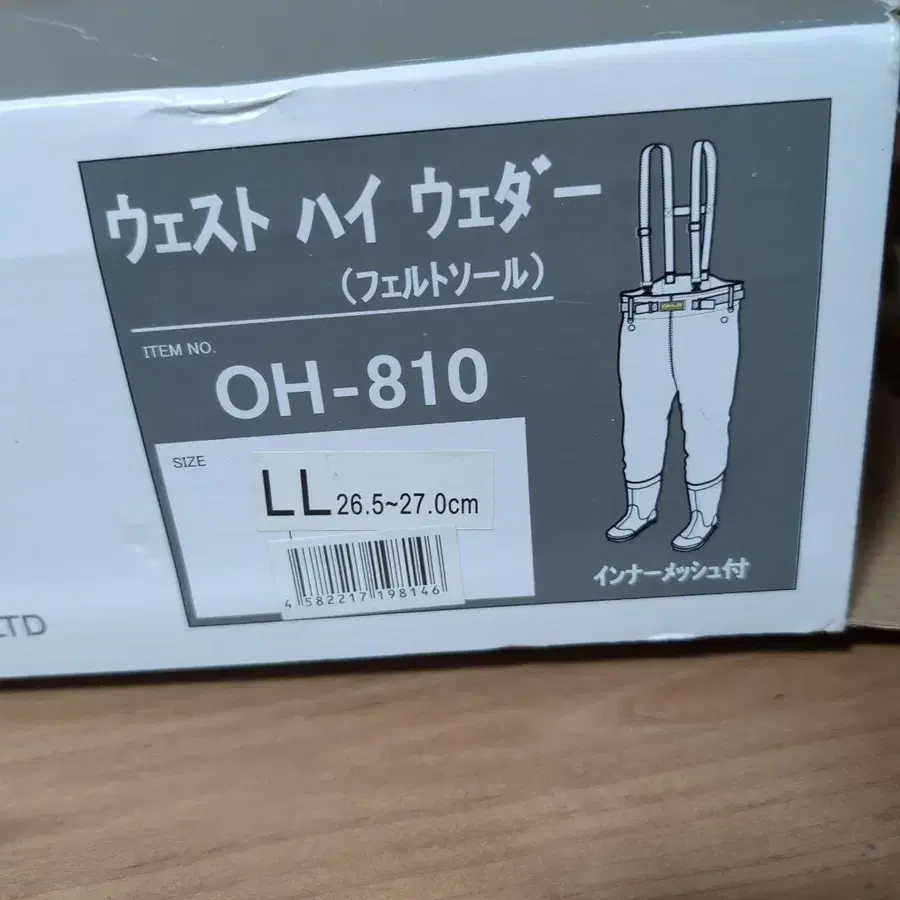 ウェスト ハイ ウェダー
(フェルトソール)
ITEM NO.
OH-810
SIZE
LL 26.5~27.0cm
4 582217 198146
インナーメッシュ付
LTD